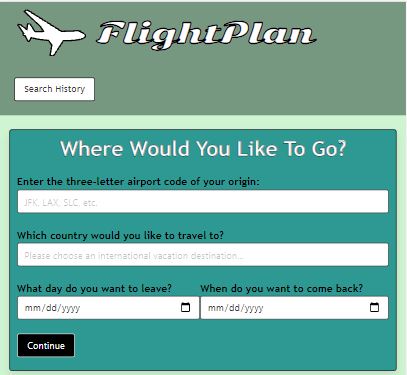 FlightPlan
Search History
Where Would You Like To Go?
Enter the three-letter airport code of your origin:
JFK, LAX, SLC, etc.
Which country would you like to travel to?
Please choose an international vacation destination...
What day do you want to leave? When do you want to come back?
mm/dd/yyyy mm/dd/yyyy
Continue